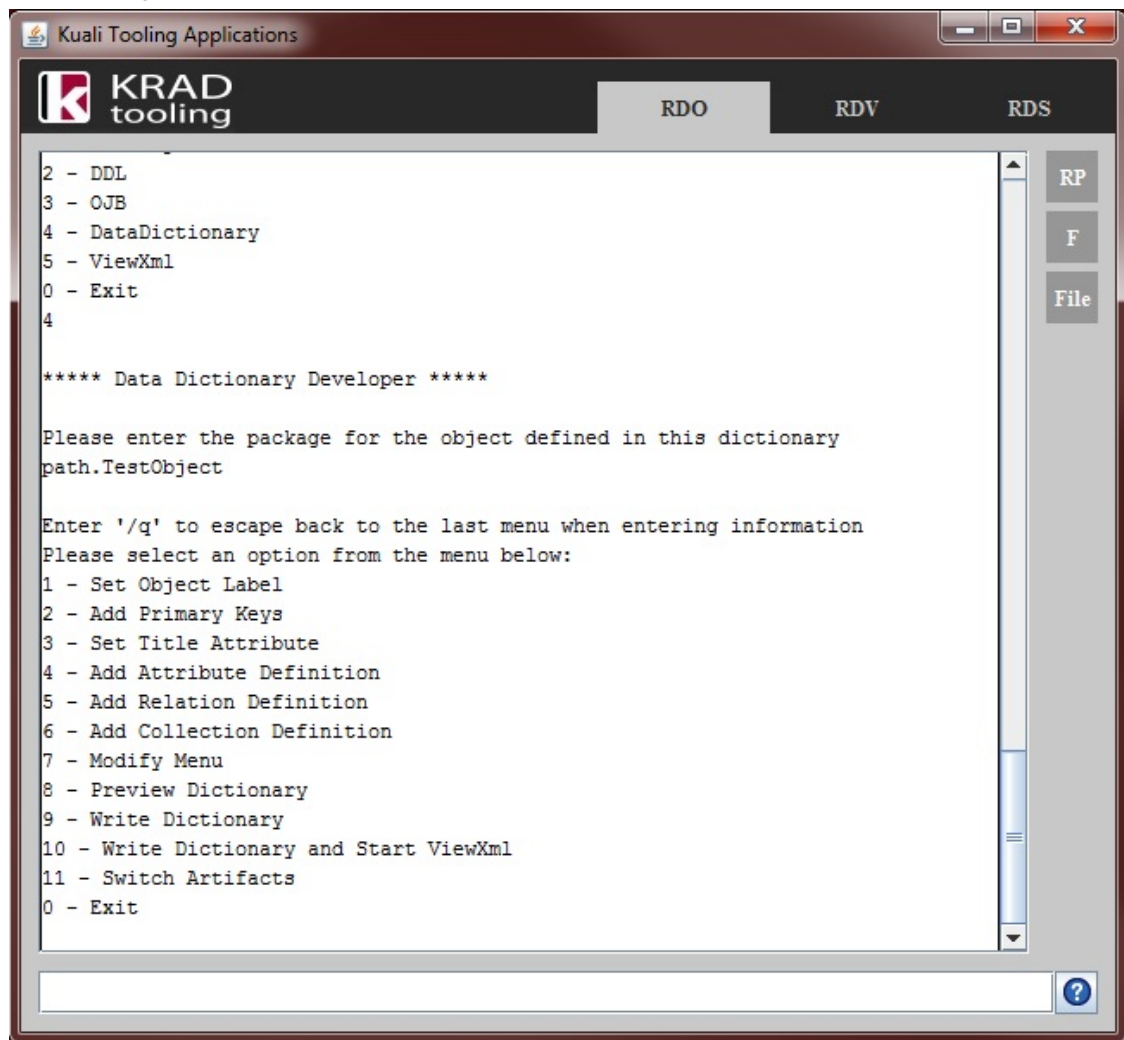 Kuali Tooling Applications
KRAD
tooling
RDO RDV RDS
2 - DDL
3 - OJB
4 - DataDictionary
5 - ViewXml
0 - Exit
4
***** Data Dictionary Developer *****
Please enter the package for the object defined in this dictionary
path.TestObject
Enter '/q' to escape back to the last menu when entering information
Please select an option from the menu below:
1 - Set Object Label
2 - Add Primary Keys
3 - Set Title Attribute
4 - Add Attribute Definition
5 - Add Relation Definition
6 - Add Collection Definition
7 - Modify Menu
8 - Preview Dictionary
9 - Write Dictionary
10 - Write Dictionary and Start ViewXml
11 - Switch Artifacts
0 - Exit
RP
F
File